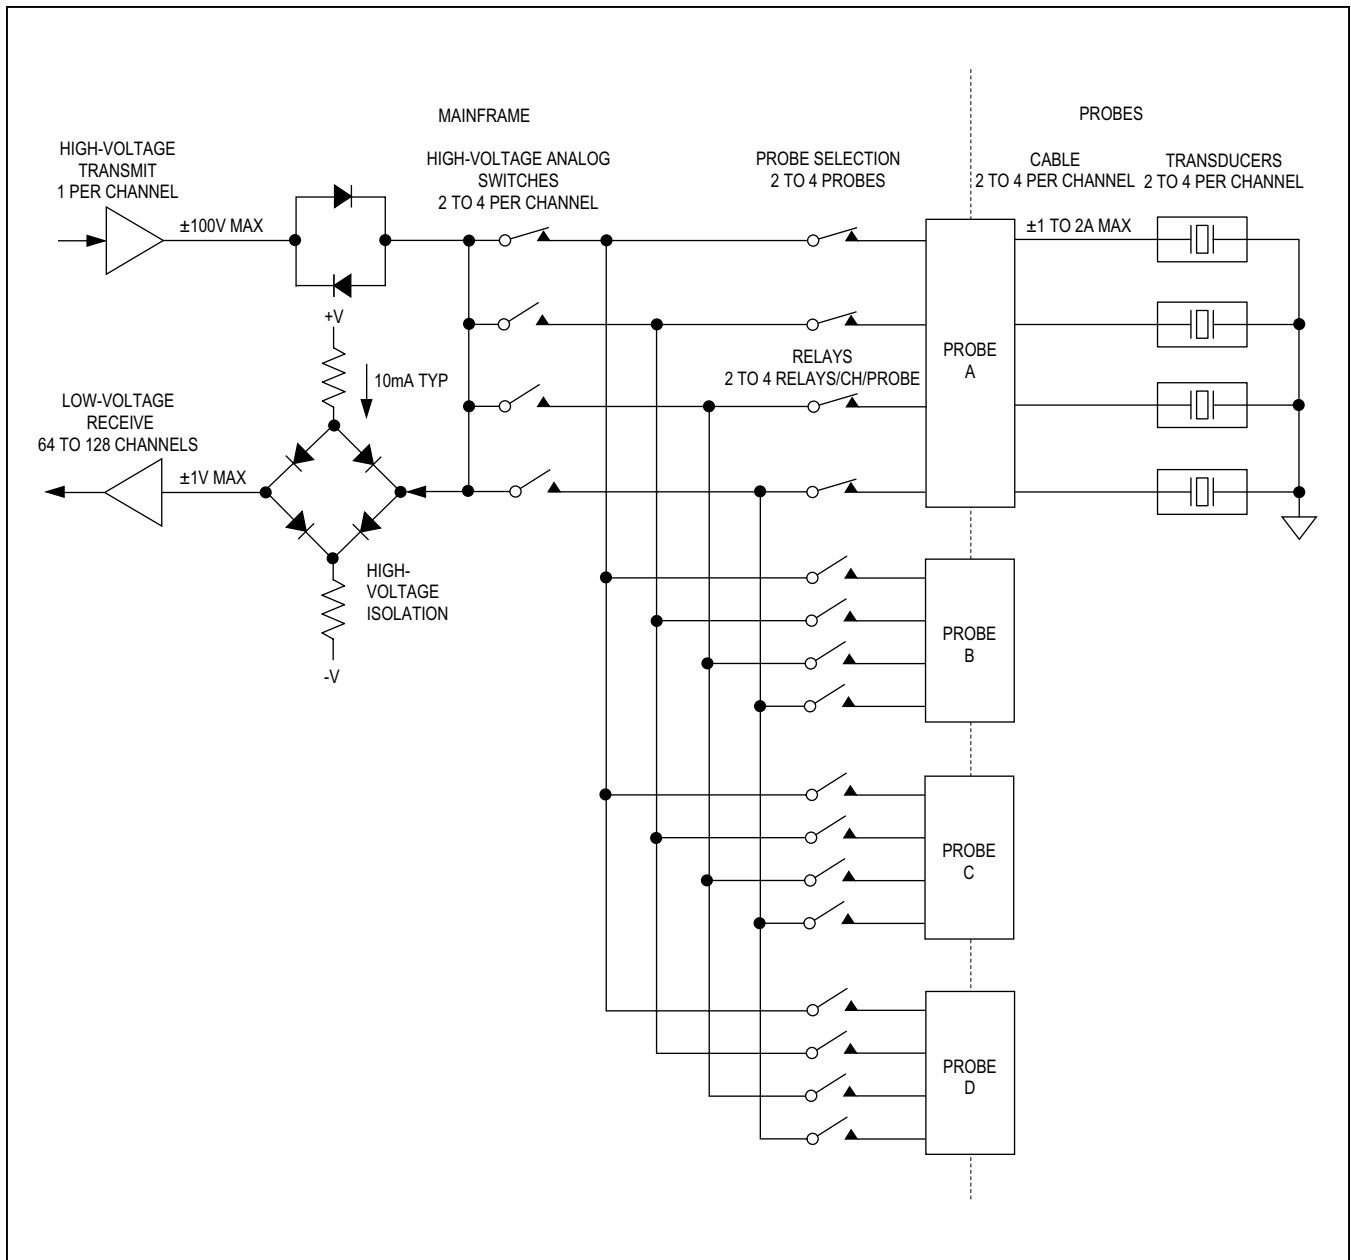 MAINFRAME
PROBES
HIGH-VOLTAGE
TRANSMIT
1 PER CHANNEL
HIGH-VOLTAGE ANALOG
SWITCHES
2 TO 4 PER CHANNEL
PROBE SELECTION
2 TO 4 PROBES
CABLE
2 TO 4 PER CHANNEL
TRANSDUCERS
2 TO 4 PER CHANNEL
±100V MAX
±1 TO 2A MAX
+V
10mA TYP
RELAYS
2 TO 4 RELAYS/CH/PROBE
PROBE
A
LOW-VOLTAGE
RECEIVE
64 TO 128 CHANNELS
±1V MAX
HIGH-
VOLTAGE
ISOLATION
-V
PROBE
B
PROBE
C
PROBE
D